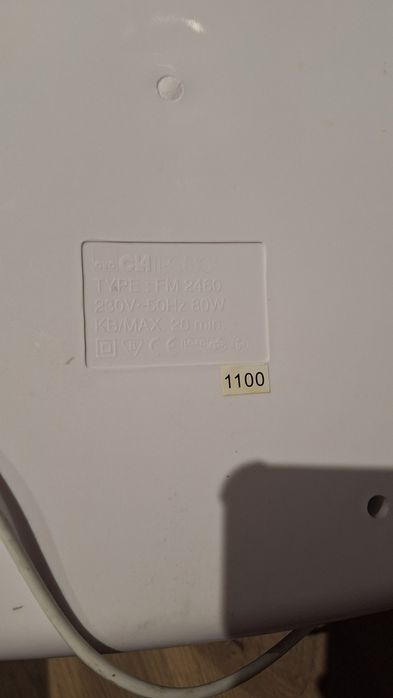 TYPE : FM 2460
230V~50Hz 80W
KB/MAX. 20 min.
1100